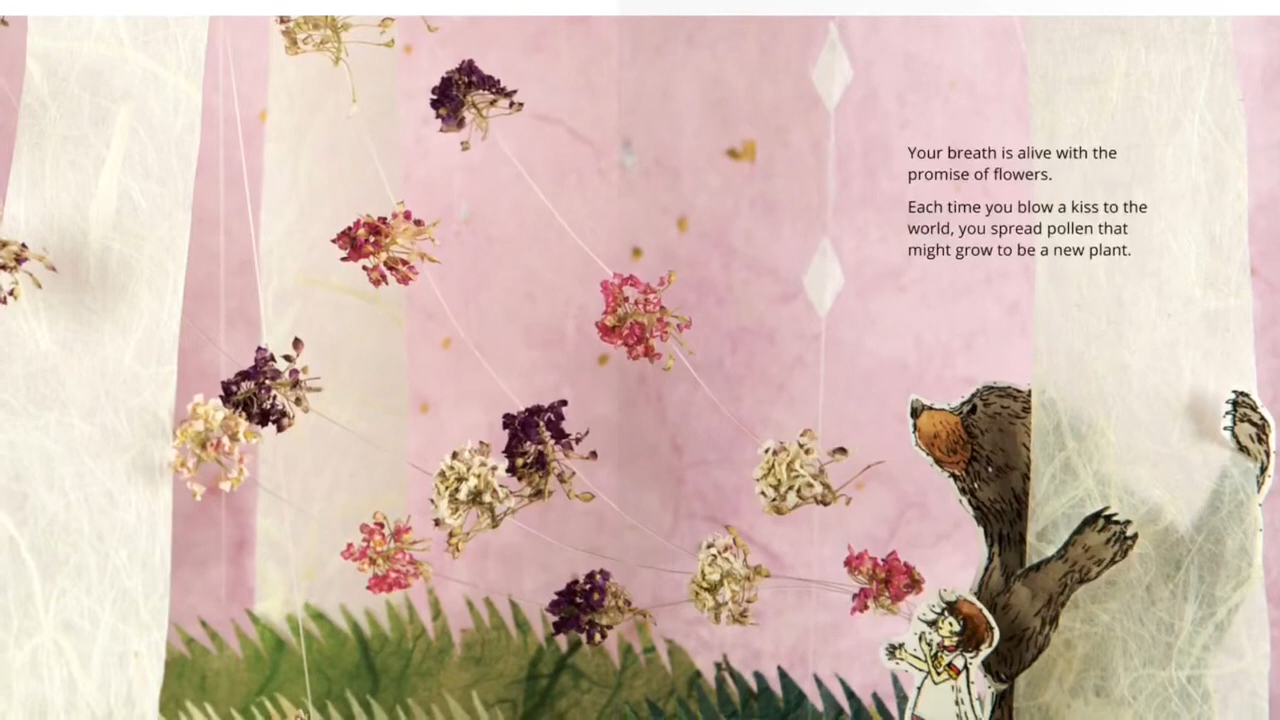 Your breath is alive with the
promise of flowers.
Each time you blow a kiss to the
world, you spread pollen that
might grow to be a new plant.